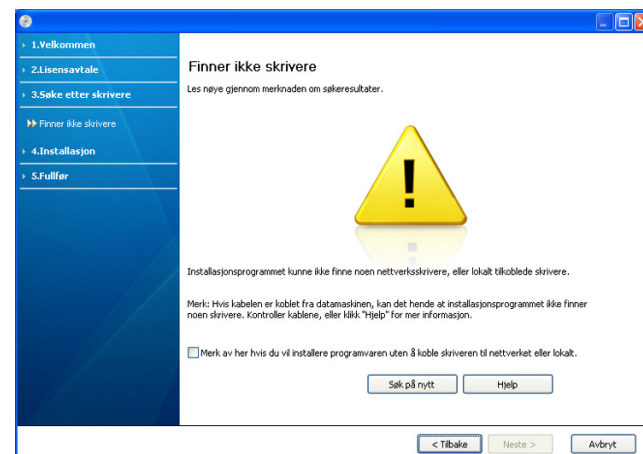 1.Velkommen
2.Lisensavtale
3.Søke etter skrivere
Finner ikke skrivere
4.Installasjon
5.Fullfør
Finner ikke skrivere
Les nøye gjennom merknaden om søkeresultater.
!
Installasjonsprogrammet kunne ikke finne noen nettverksskrivere, eller lokalt tilkoblede skrivere.
Merk: Hvis kabelen er koblet fra datamaskinen, kan det hende at installasjonsprogrammet ikke finner
noen skrivere. Kontroller kablene, eller klikk "Hjelp" for mer informasjon.
Merk av her hvis du vil installere programvaren uten å koble skriveren til nettverket eller lokalt.
Søk på nytt Hjelp
< Tilbake Neste > Avbryt